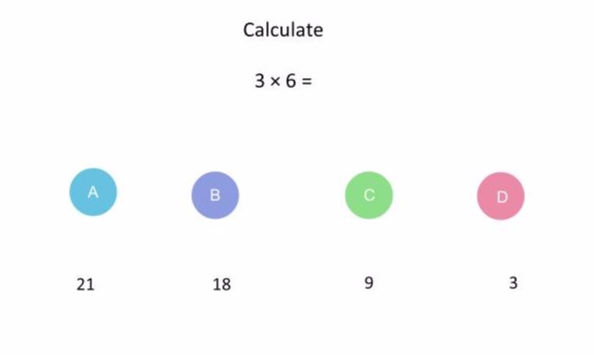 Calculate
3 × 6 =
A B C D
21 18 9 3